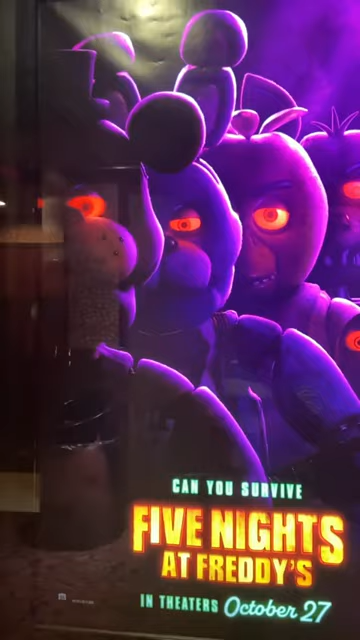 CAN YOU SURVIVE
FIVE NIGHTS
AT FREDDY'S
IN THEATERS October 27